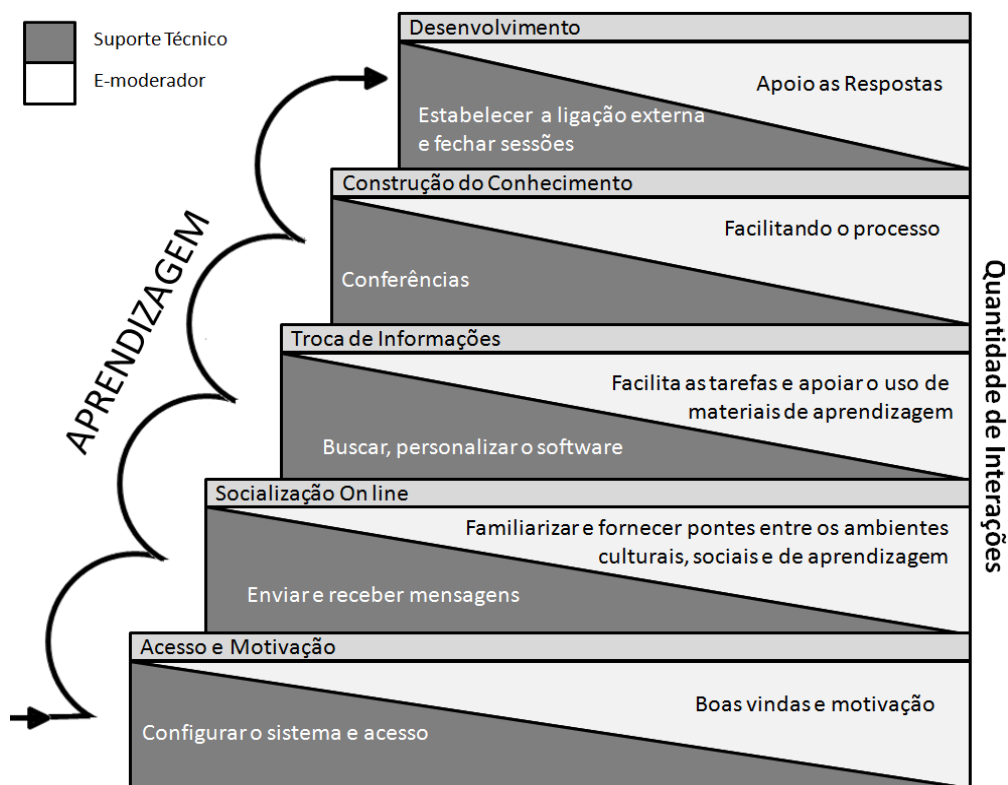 Suporte Técnico
E-moderador
Desenvolvimento
Apoio as Respostas
Estabelecer a ligação externa
e fechar sessões
Construção do Conhecimento
Facilitando o processo
Conferências
Troca de Informações
Facilita as tarefas e apoiar o uso de
materiais de aprendizagem
Buscar, personalizar o software
Socialização On line
Familiarizar e fornecer pontes entre os ambientes
culturais, sociais e de aprendizagem
Enviar e receber mensagens
Acesso e Motivação
Boas vindas e motivação
Configurar o sistema e acesso
APRENDIZAGEM
Quantidade de Interações